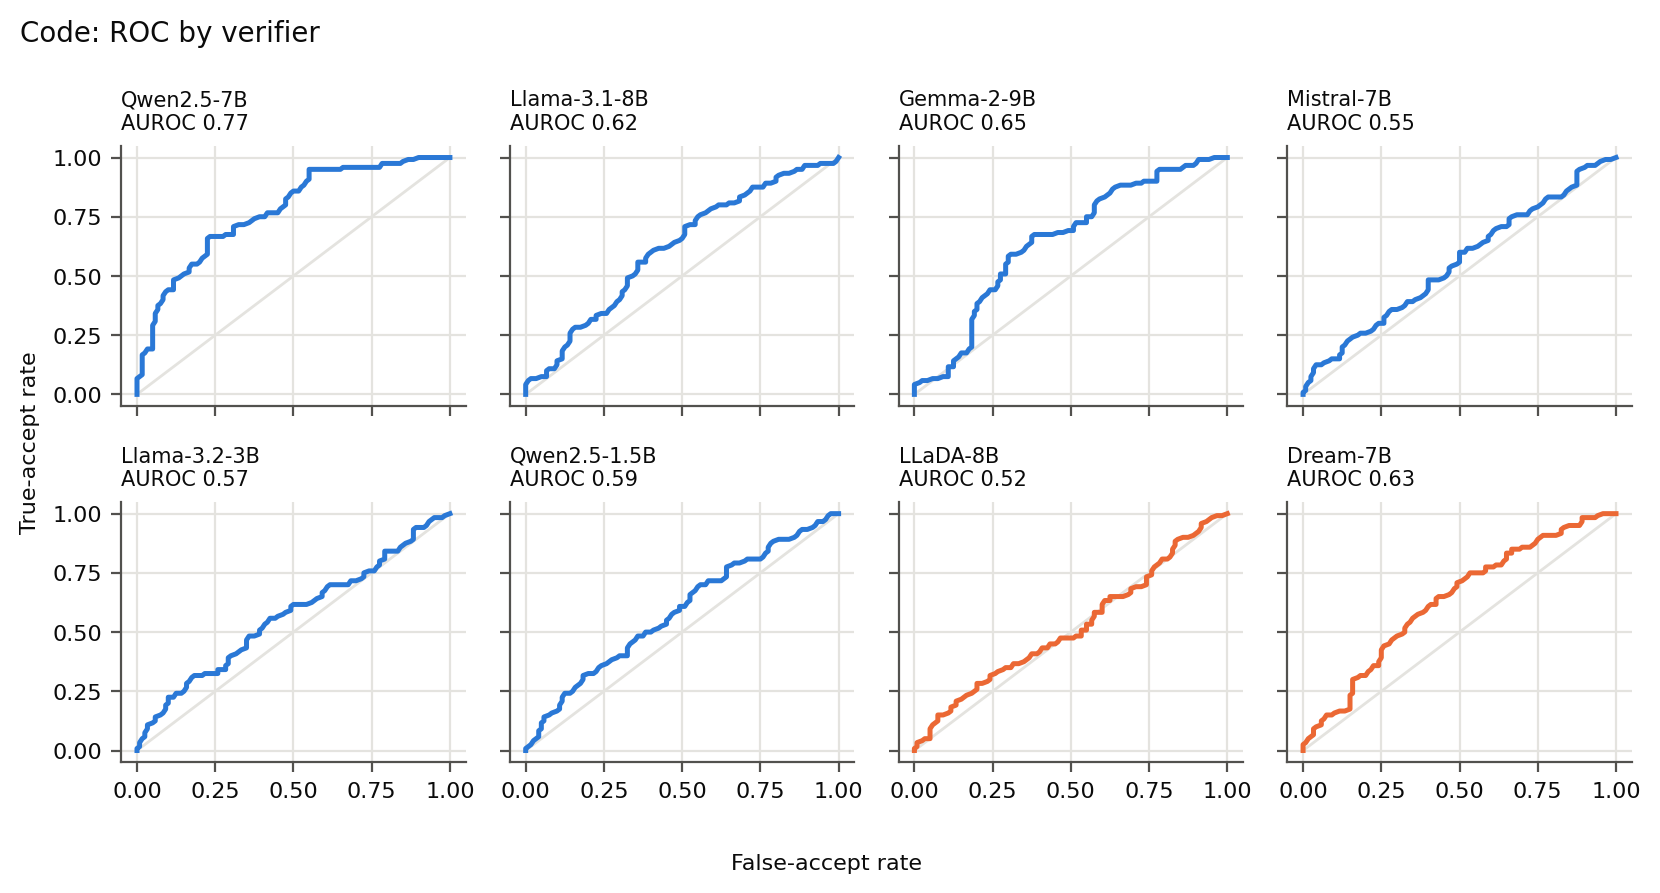 Code: ROC by verifier
Qwen2.5-7B
AUROC 0.77
Llama-3.1-8B
AUROC 0.62
Gemma-2-9B
AUROC 0.65
Mistral-7B
AUROC 0.55
1.00
0.75
0.50
0.25
0.00
True-accept rate
Llama-3.2-3B
AUROC 0.57
Qwen2.5-1.5B
AUROC 0.59
LLaDA-8B
AUROC 0.52
Dream-7B
AUROC 0.63
1.00
0.75
0.50
0.25
0.00
0.00 0.25 0.50 0.75 1.00
0.00 0.25 0.50 0.75 1.00
0.00 0.25 0.50 0.75 1.00
0.00 0.25 0.50 0.75 1.00
False-accept rate